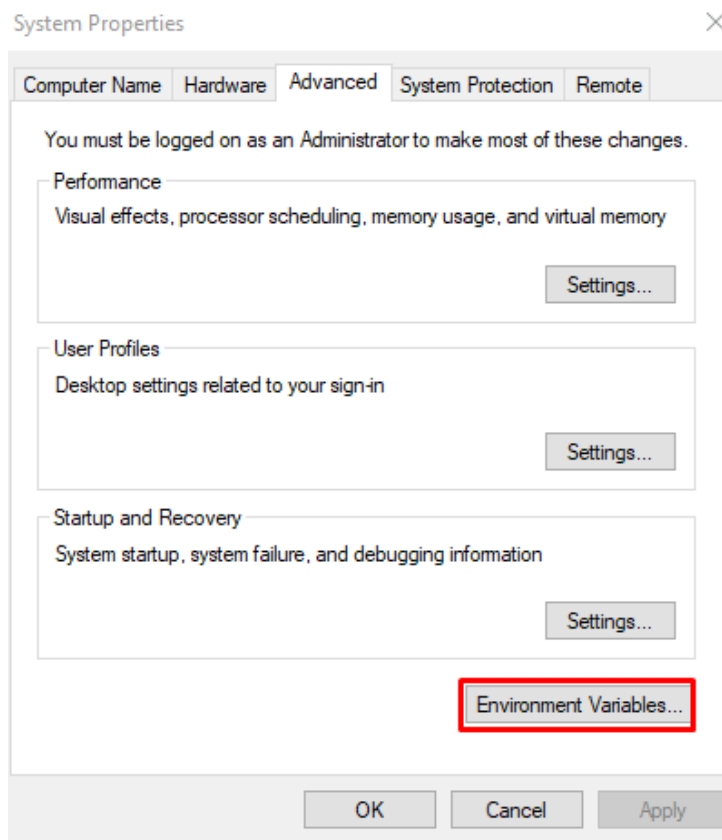 System Properties
Computer Name Hardware Advanced System Protection Remote
You must be logged on as an Administrator to make most of these changes.
Performance
Visual effects, processor scheduling, memory usage, and virtual memory
Settings...
User Profiles
Desktop settings related to your sign-in
Settings...
Startup and Recovery
System startup, system failure, and debugging information
Settings...
Environment Variables...
OK Cancel Apply